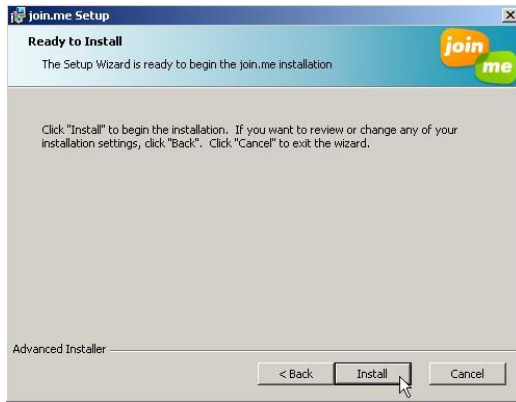 join.me Setup
Ready to Install
The Setup Wizard is ready to begin the join.me installation
join
me
Click "Install" to begin the installation. If you want to review or change any of your
installation settings, click "Back". Click "Cancel" to exit the wizard.
Advanced Installer
< Back Install Cancel